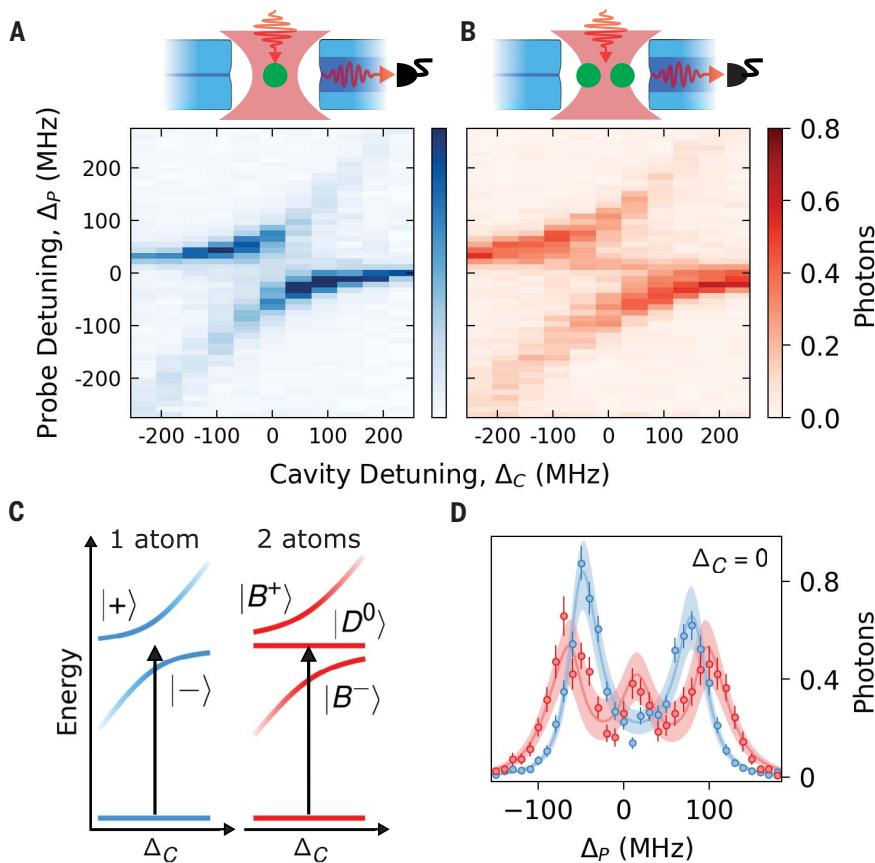 A
B
Probe Detuning, Δ_P (MHz)
200
100
0
-100
-200
-200 -100 0 100 200
-200 -100 0 100 200
Cavity Detuning, Δ_C (MHz)
0.8
0.6
0.4
0.2
0.0
Photons
C
1 atom
2 atoms
|+⟩
|−⟩
|B⁺⟩
|D⁰⟩
|B⁻⟩
Energy
Δ_C
Δ_C
D
Δ_C = 0
0.8
0.4
0
Photons
−100 0 100
Δ_P (MHz)